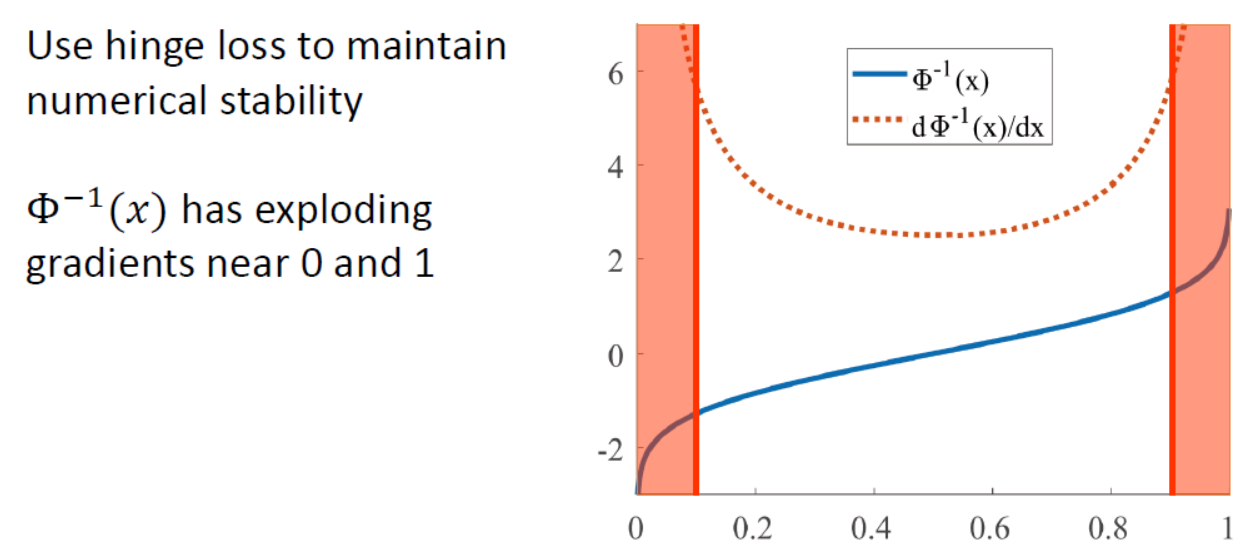 Use hinge loss to maintain
numerical stability
Φ⁻¹(x) has exploding
gradients near 0 and 1
Φ⁻¹(x)
dΦ⁻¹(x)/dx
6
4
2
0
-2
0 0.2 0.4 0.6 0.8 1